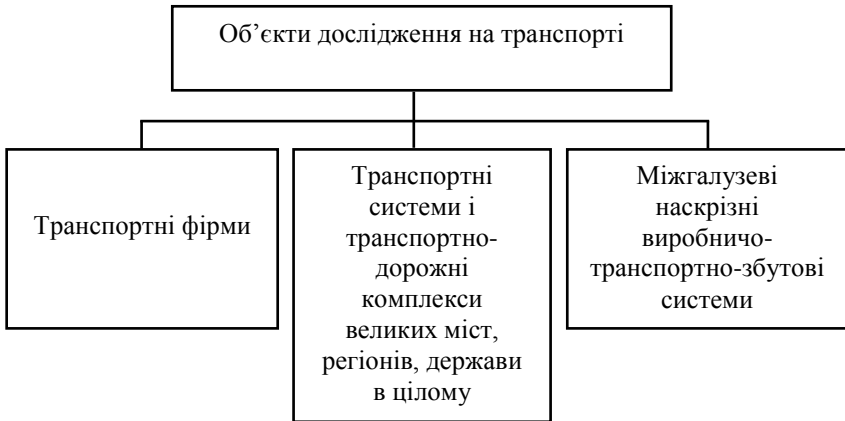 Об’єкти дослідження на транспорті
Транспортні фірми
Транспортні
системи і
транспортно-
дорожні
комплекси
великих міст,
регіонів, держави
в цілому
Міжгалузеві
наскрізні
виробничо-
транспортно-збутові
системи